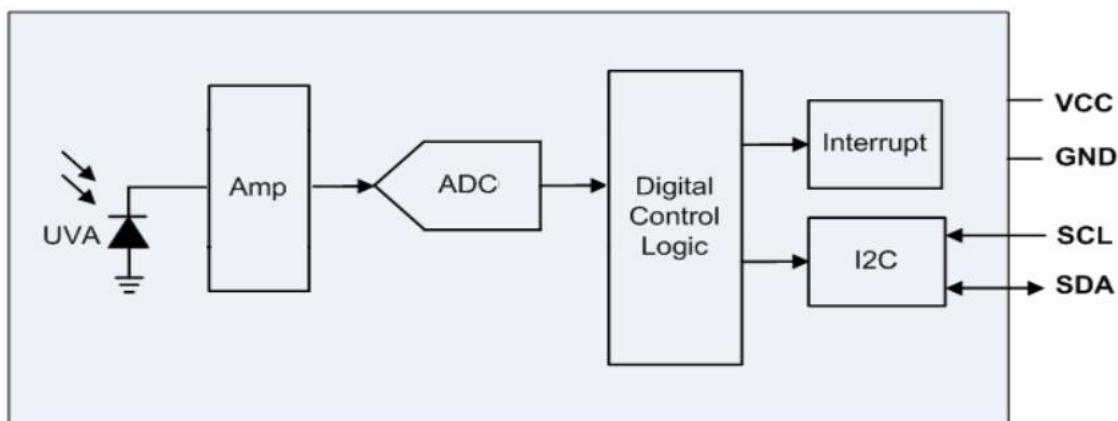 UVA
Amp
ADC
Digital
Control
Logic
Interrupt
I2C
VCC
GND
SCL
SDA